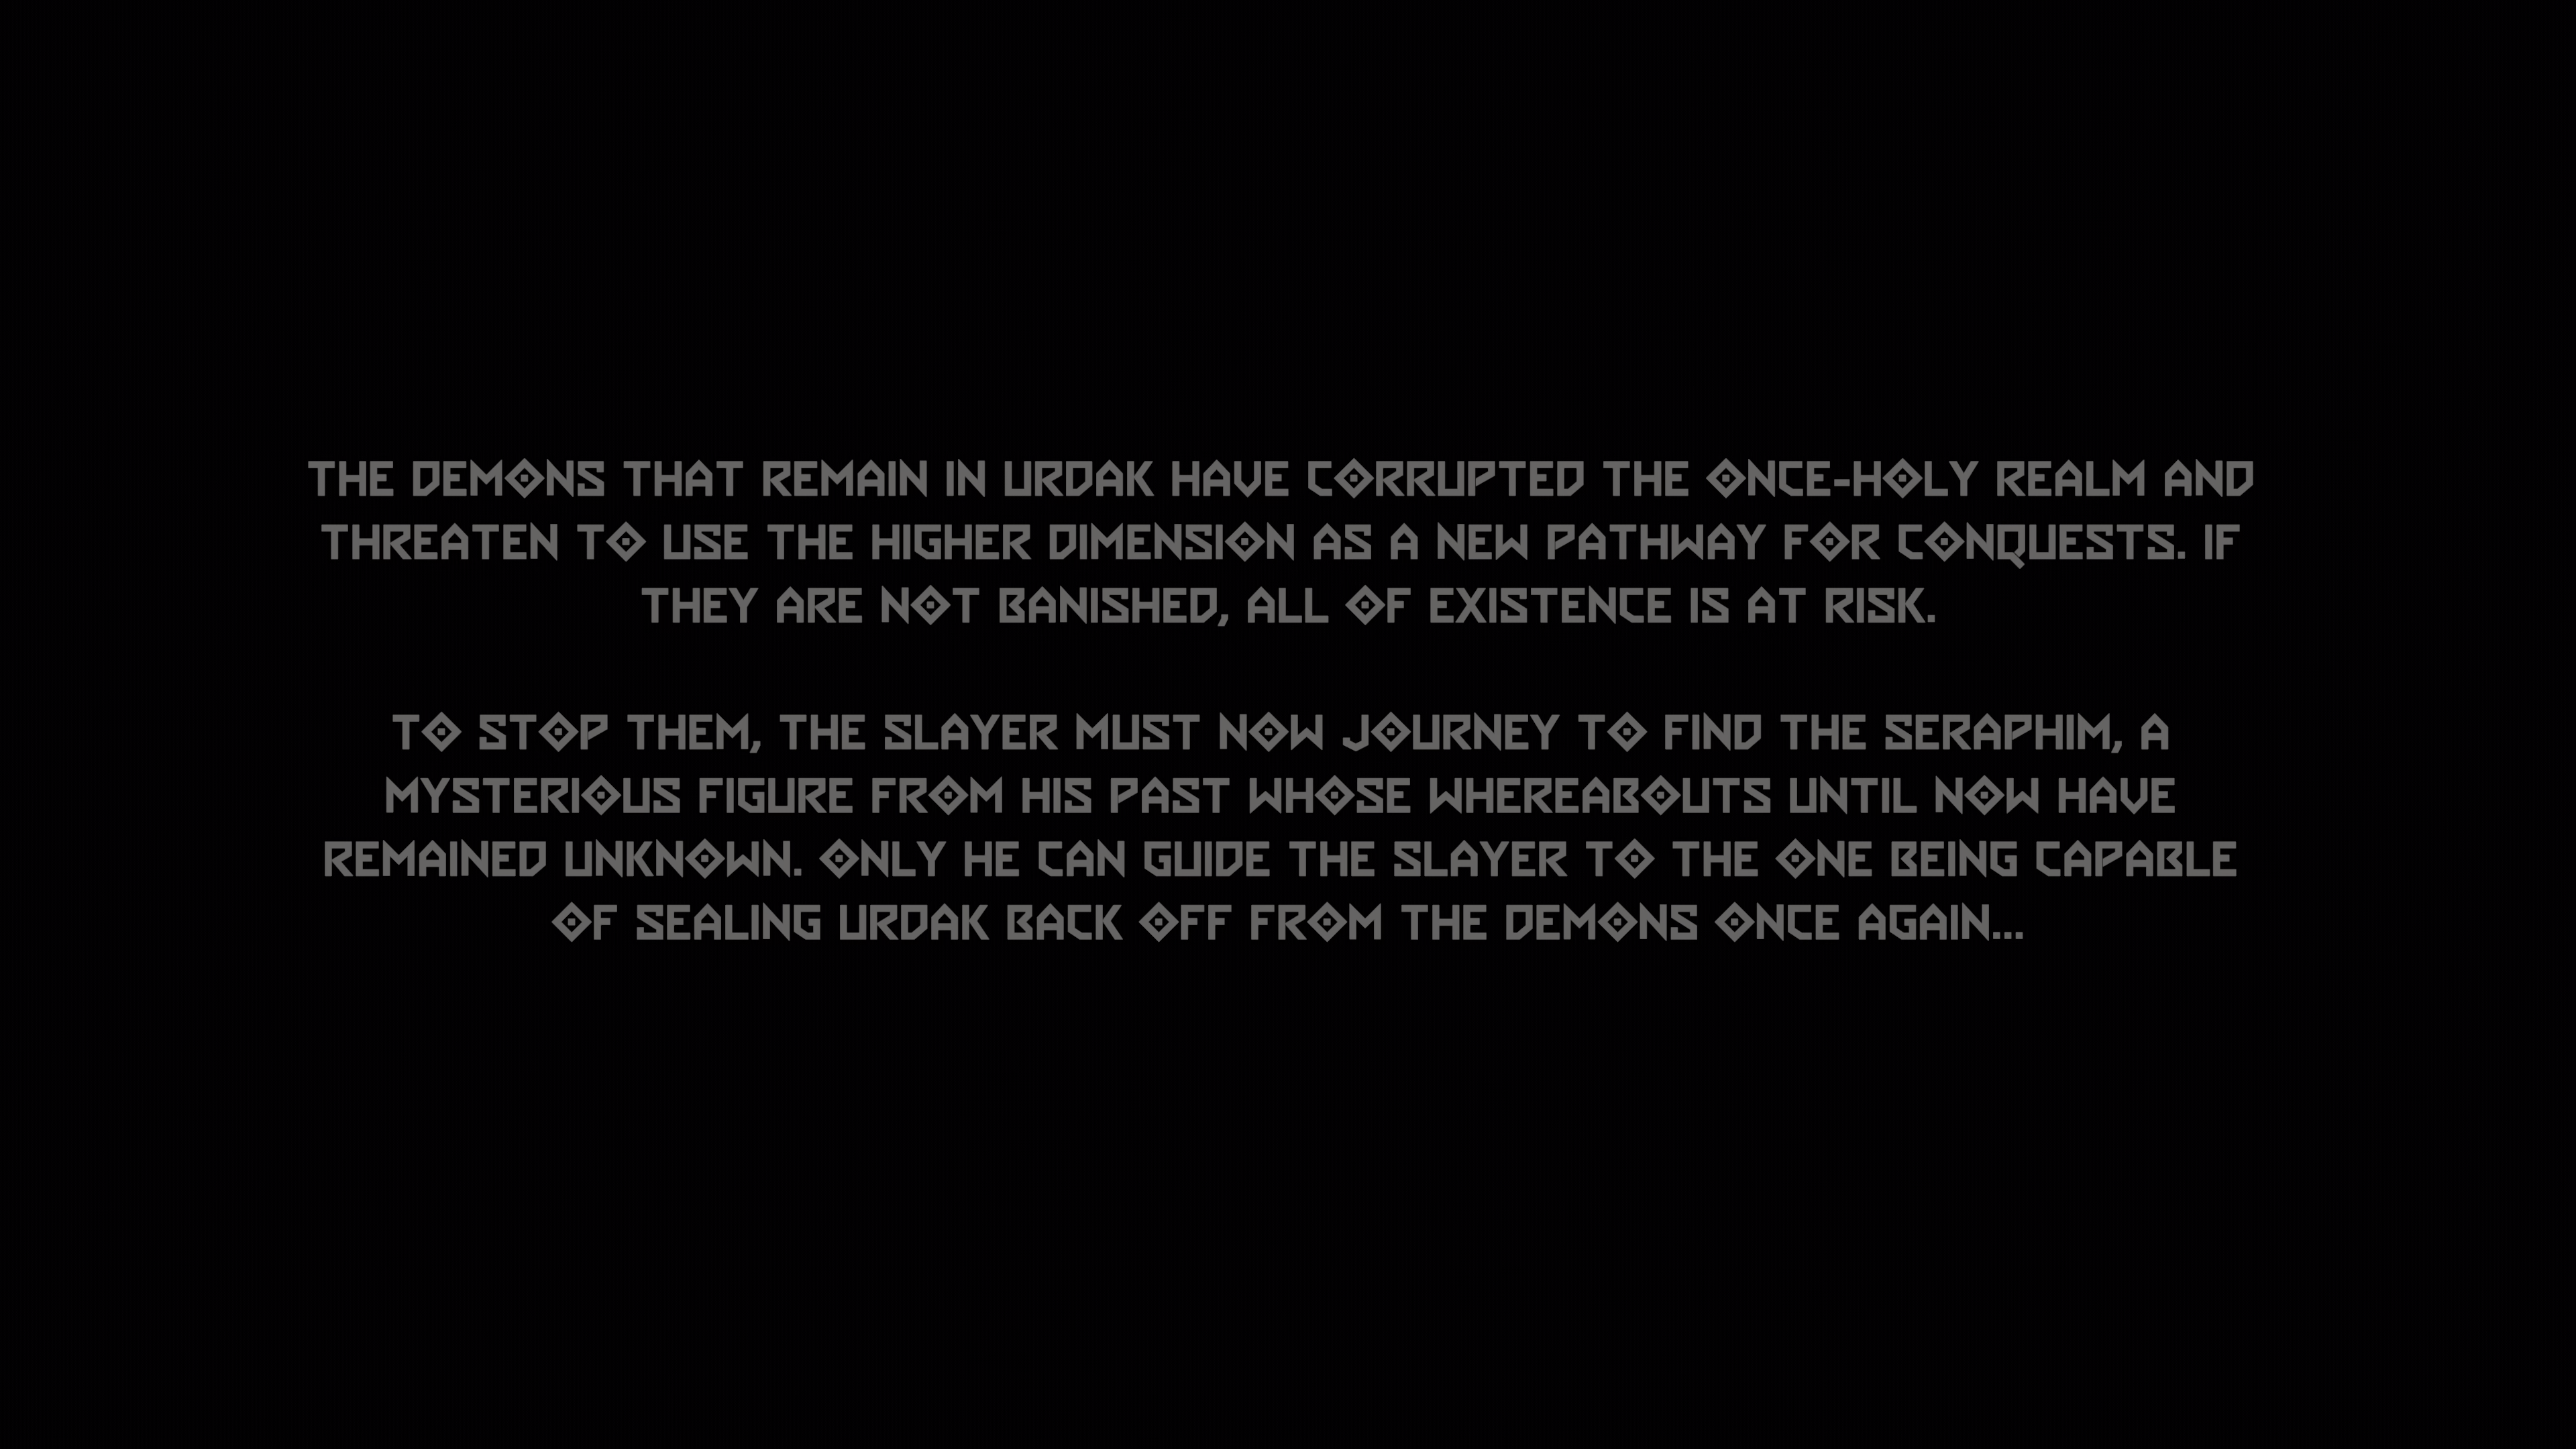 THE DEMONS THAT REMAIN IN URDAK HAVE CORRUPTED THE ONCE-HOLY REALM AND
THREATEN TO USE THE HIGHER DIMENSION AS A NEW PATHWAY FOR CONQUESTS. IF
THEY ARE NOT BANISHED, ALL OF EXISTENCE IS AT RISK.
TO STOP THEM, THE SLAYER MUST NOW JOURNEY TO FIND THE SERAPHIM, A
MYSTERIOUS FIGURE FROM HIS PAST WHOSE WHEREABOUTS UNTIL NOW HAVE
REMAINED UNKNOWN. ONLY HE CAN GUIDE THE SLAYER TO THE ONE BEING CAPABLE
OF SEALING URDAK BACK OFF FROM THE DEMONS ONCE AGAIN...